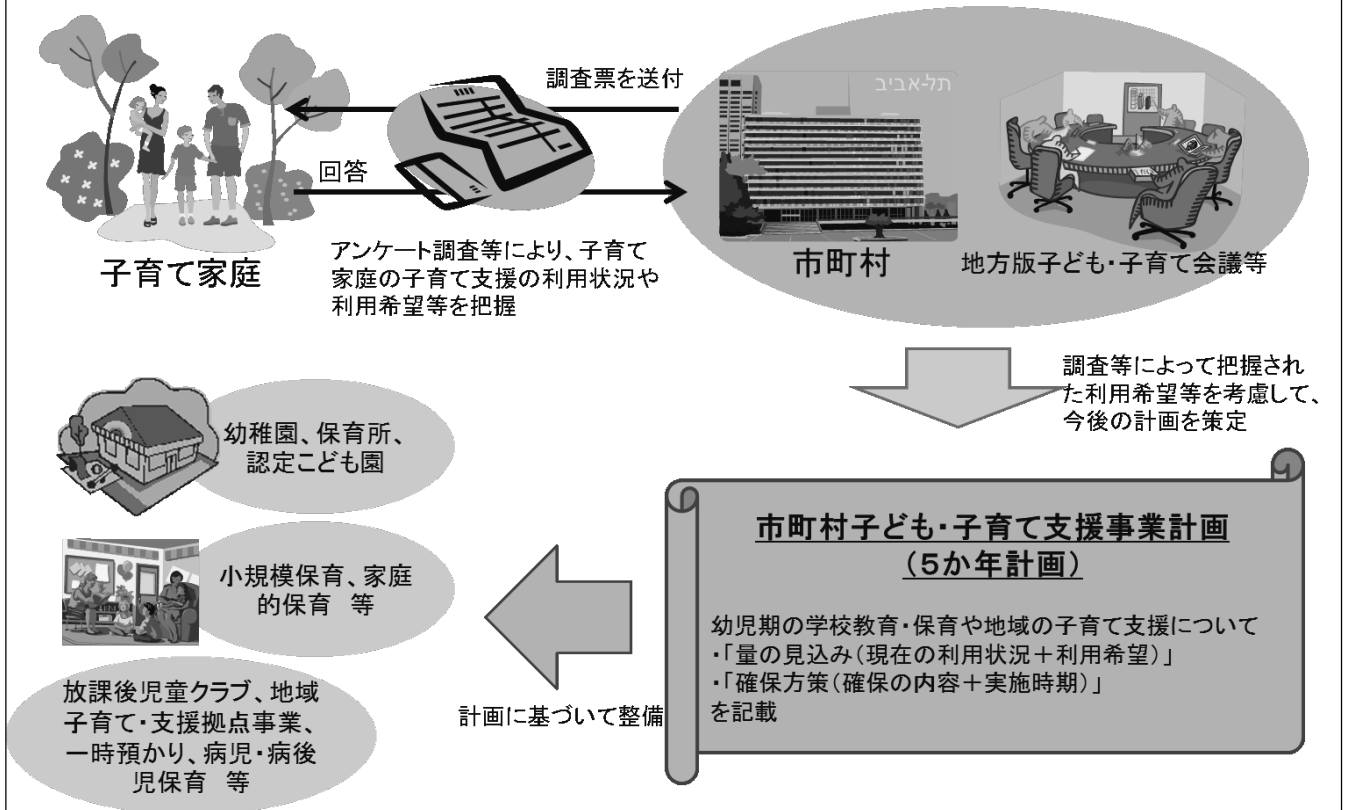 調査票を送付
תל-אביב
回答
子育て家庭
アンケート調査等により、子育て
家庭の子育て支援の利用状況や
利用希望等を把握
市町村
地方版子ども・子育て会議等
調査等によって把握され
た利用希望等を考慮して、
今後の計画を策定
幼稚園、保育所、
認定こども園
小規模保育、家庭
的保育　等
放課後児童クラブ、地域
子育て・支援拠点事業、
一時預かり、病児・病後
児保育　等
計画に基づいて整備
市町村子ども・子育て支援事業計画
（５か年計画）
幼児期の学校教育・保育や地域の子育て支援について
・「量の見込み（現在の利用状況＋利用希望）」
・「確保方策（確保の内容＋実施時期）」
を記載